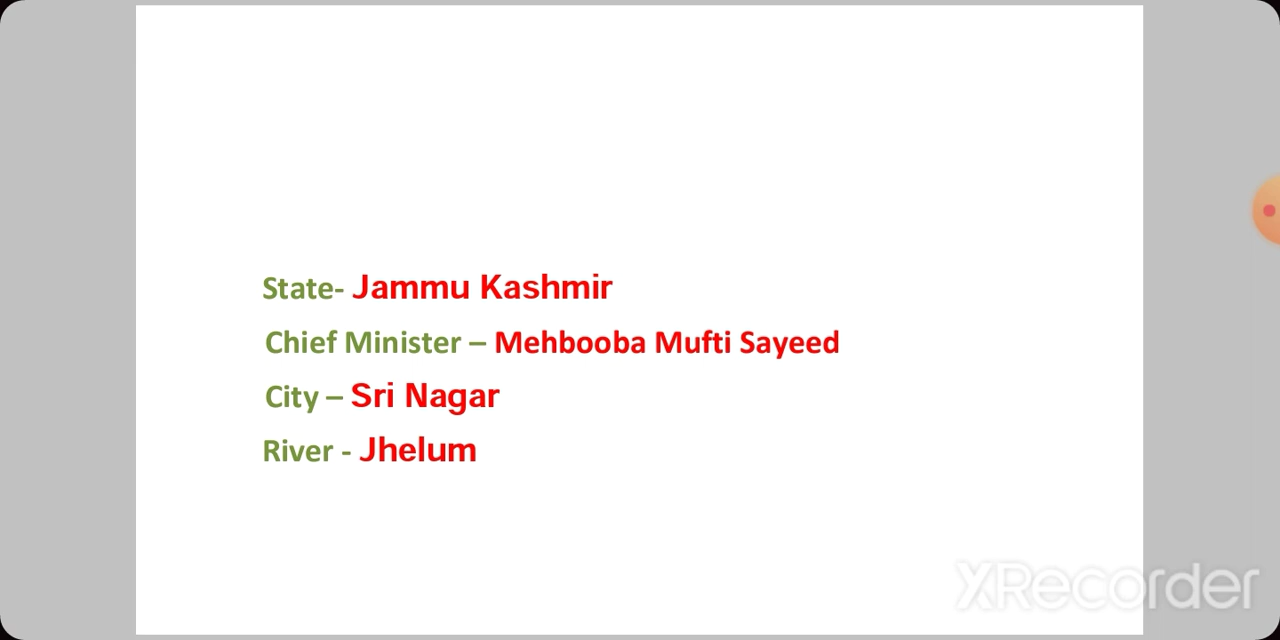 State- Jammu Kashmir
Chief Minister – Mehbooba Mufti Sayeed
City – Sri Nagar
River - Jhelum
XRecorder